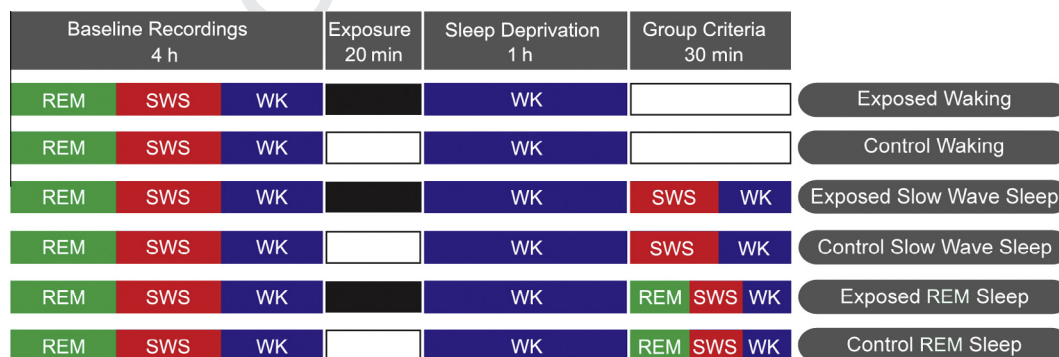 Baseline Recordings Exposure Sleep Deprivation Group Criteria
4 h 20 min 1 h 30 min
REM SWS WK WK Exposed Waking
REM SWS WK WK Control Waking
REM SWS WK WK SWS WK Exposed Slow Wave Sleep
REM SWS WK WK SWS WK Control Slow Wave Sleep
REM SWS WK WK REM SWS WK Exposed REM Sleep
REM SWS WK WK REM SWS WK Control REM Sleep